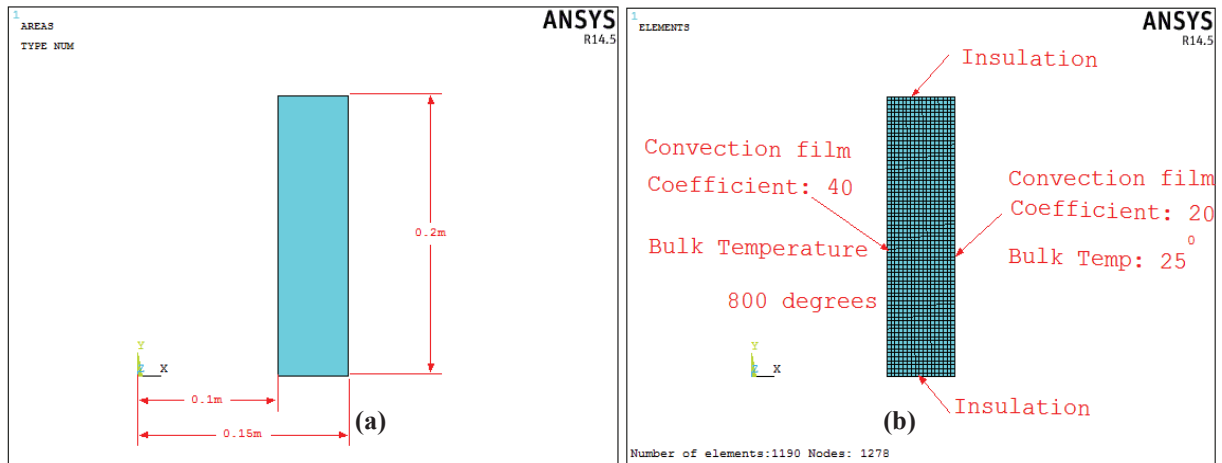 1
AREAS
TYPE NUM
ANSYS
R14.5
0.2m
Y
Z X
0.1m
0.15m
(a)
1
ELEMENTS
ANSYS
R14.5
Insulation
Convection film
Coefficient: 40
Bulk Temperature
800 degrees
Convection film
Coefficient: 20
Bulk Temp: 25°
Y
Z X
(b)
Insulation
Number of elements:1190 Nodes: 1278